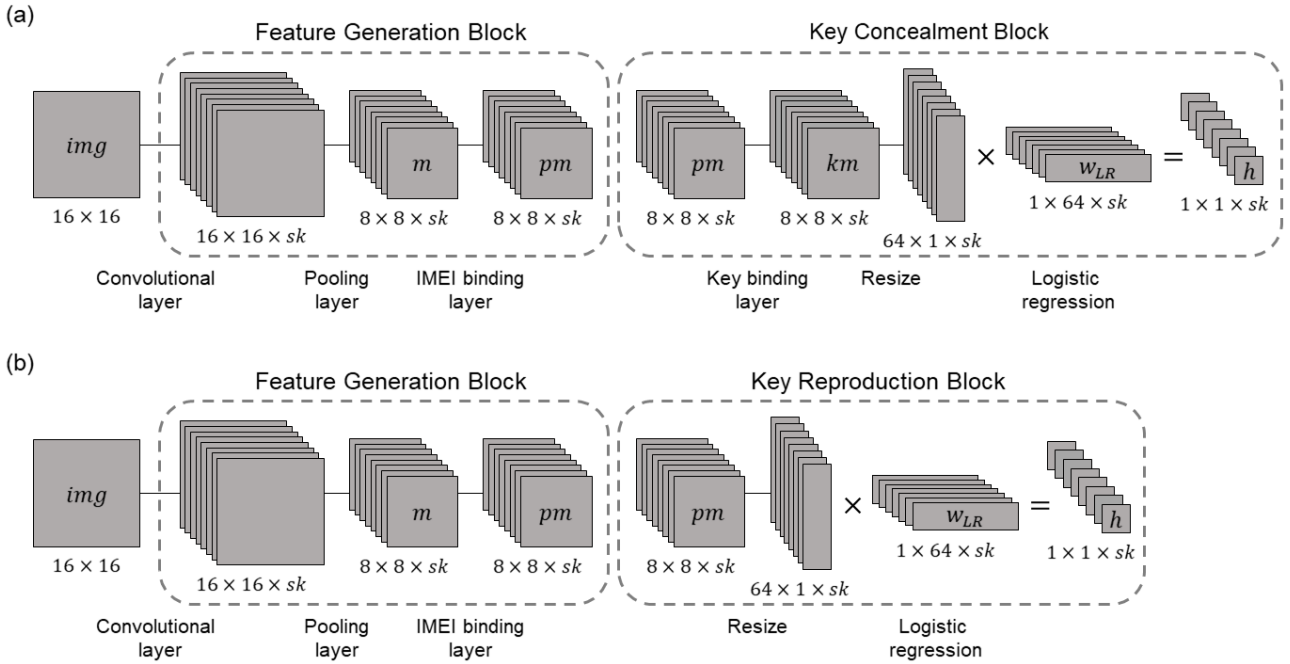 (a)
Feature Generation Block
Key Concealment Block
img
m
pm
pm
km
×
w_LR
=
h
16 × 16
16 × 16 × sk
8 × 8 × sk
8 × 8 × sk
8 × 8 × sk
8 × 8 × sk
64 × 1 × sk
1 × 64 × sk
1 × 1 × sk
Convolutional
layer
Pooling
layer
IMEI binding
layer
Key binding
layer
Resize
Logistic
regression
(b)
Feature Generation Block
Key Reproduction Block
img
m
pm
pm
×
w_LR
=
h
16 × 16
16 × 16 × sk
8 × 8 × sk
8 × 8 × sk
8 × 8 × sk
64 × 1 × sk
1 × 64 × sk
1 × 1 × sk
Convolutional
layer
Pooling
layer
IMEI binding
layer
Resize
Logistic
regression